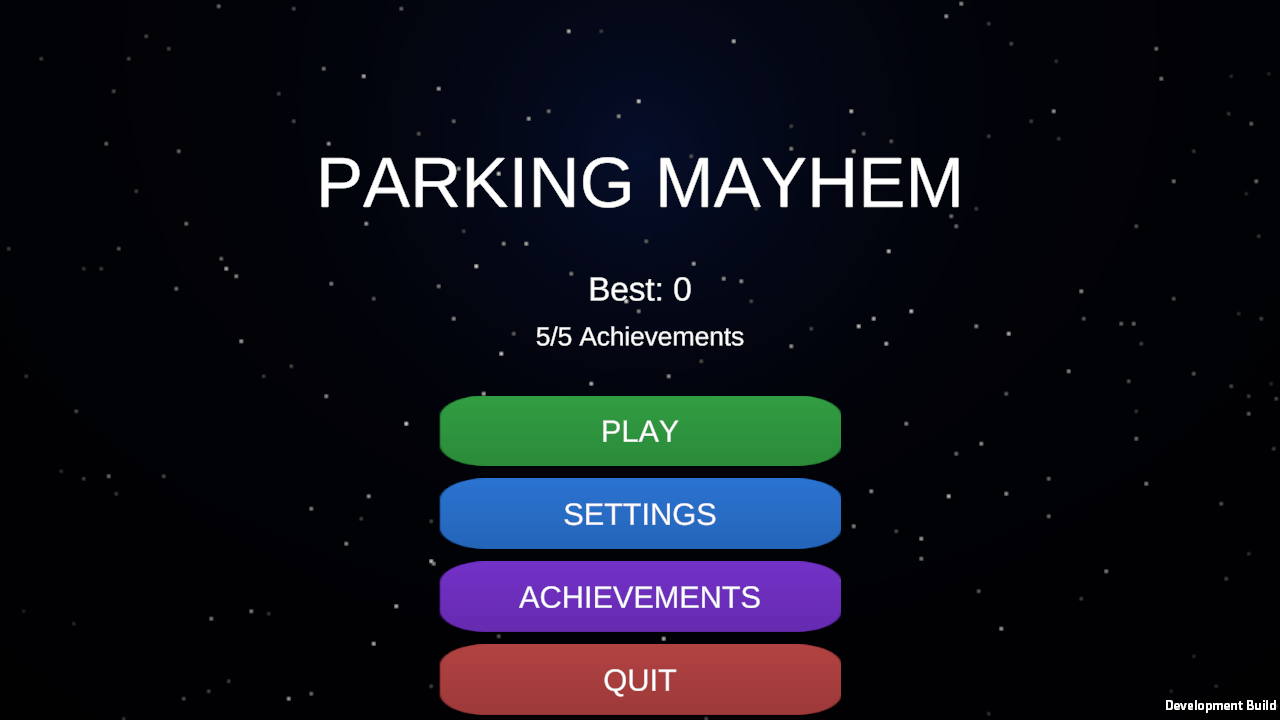 PARKING MAYHEM
Best: 0
5/5 Achievements
PLAY
SETTINGS
ACHIEVEMENTS
QUIT
Development Build